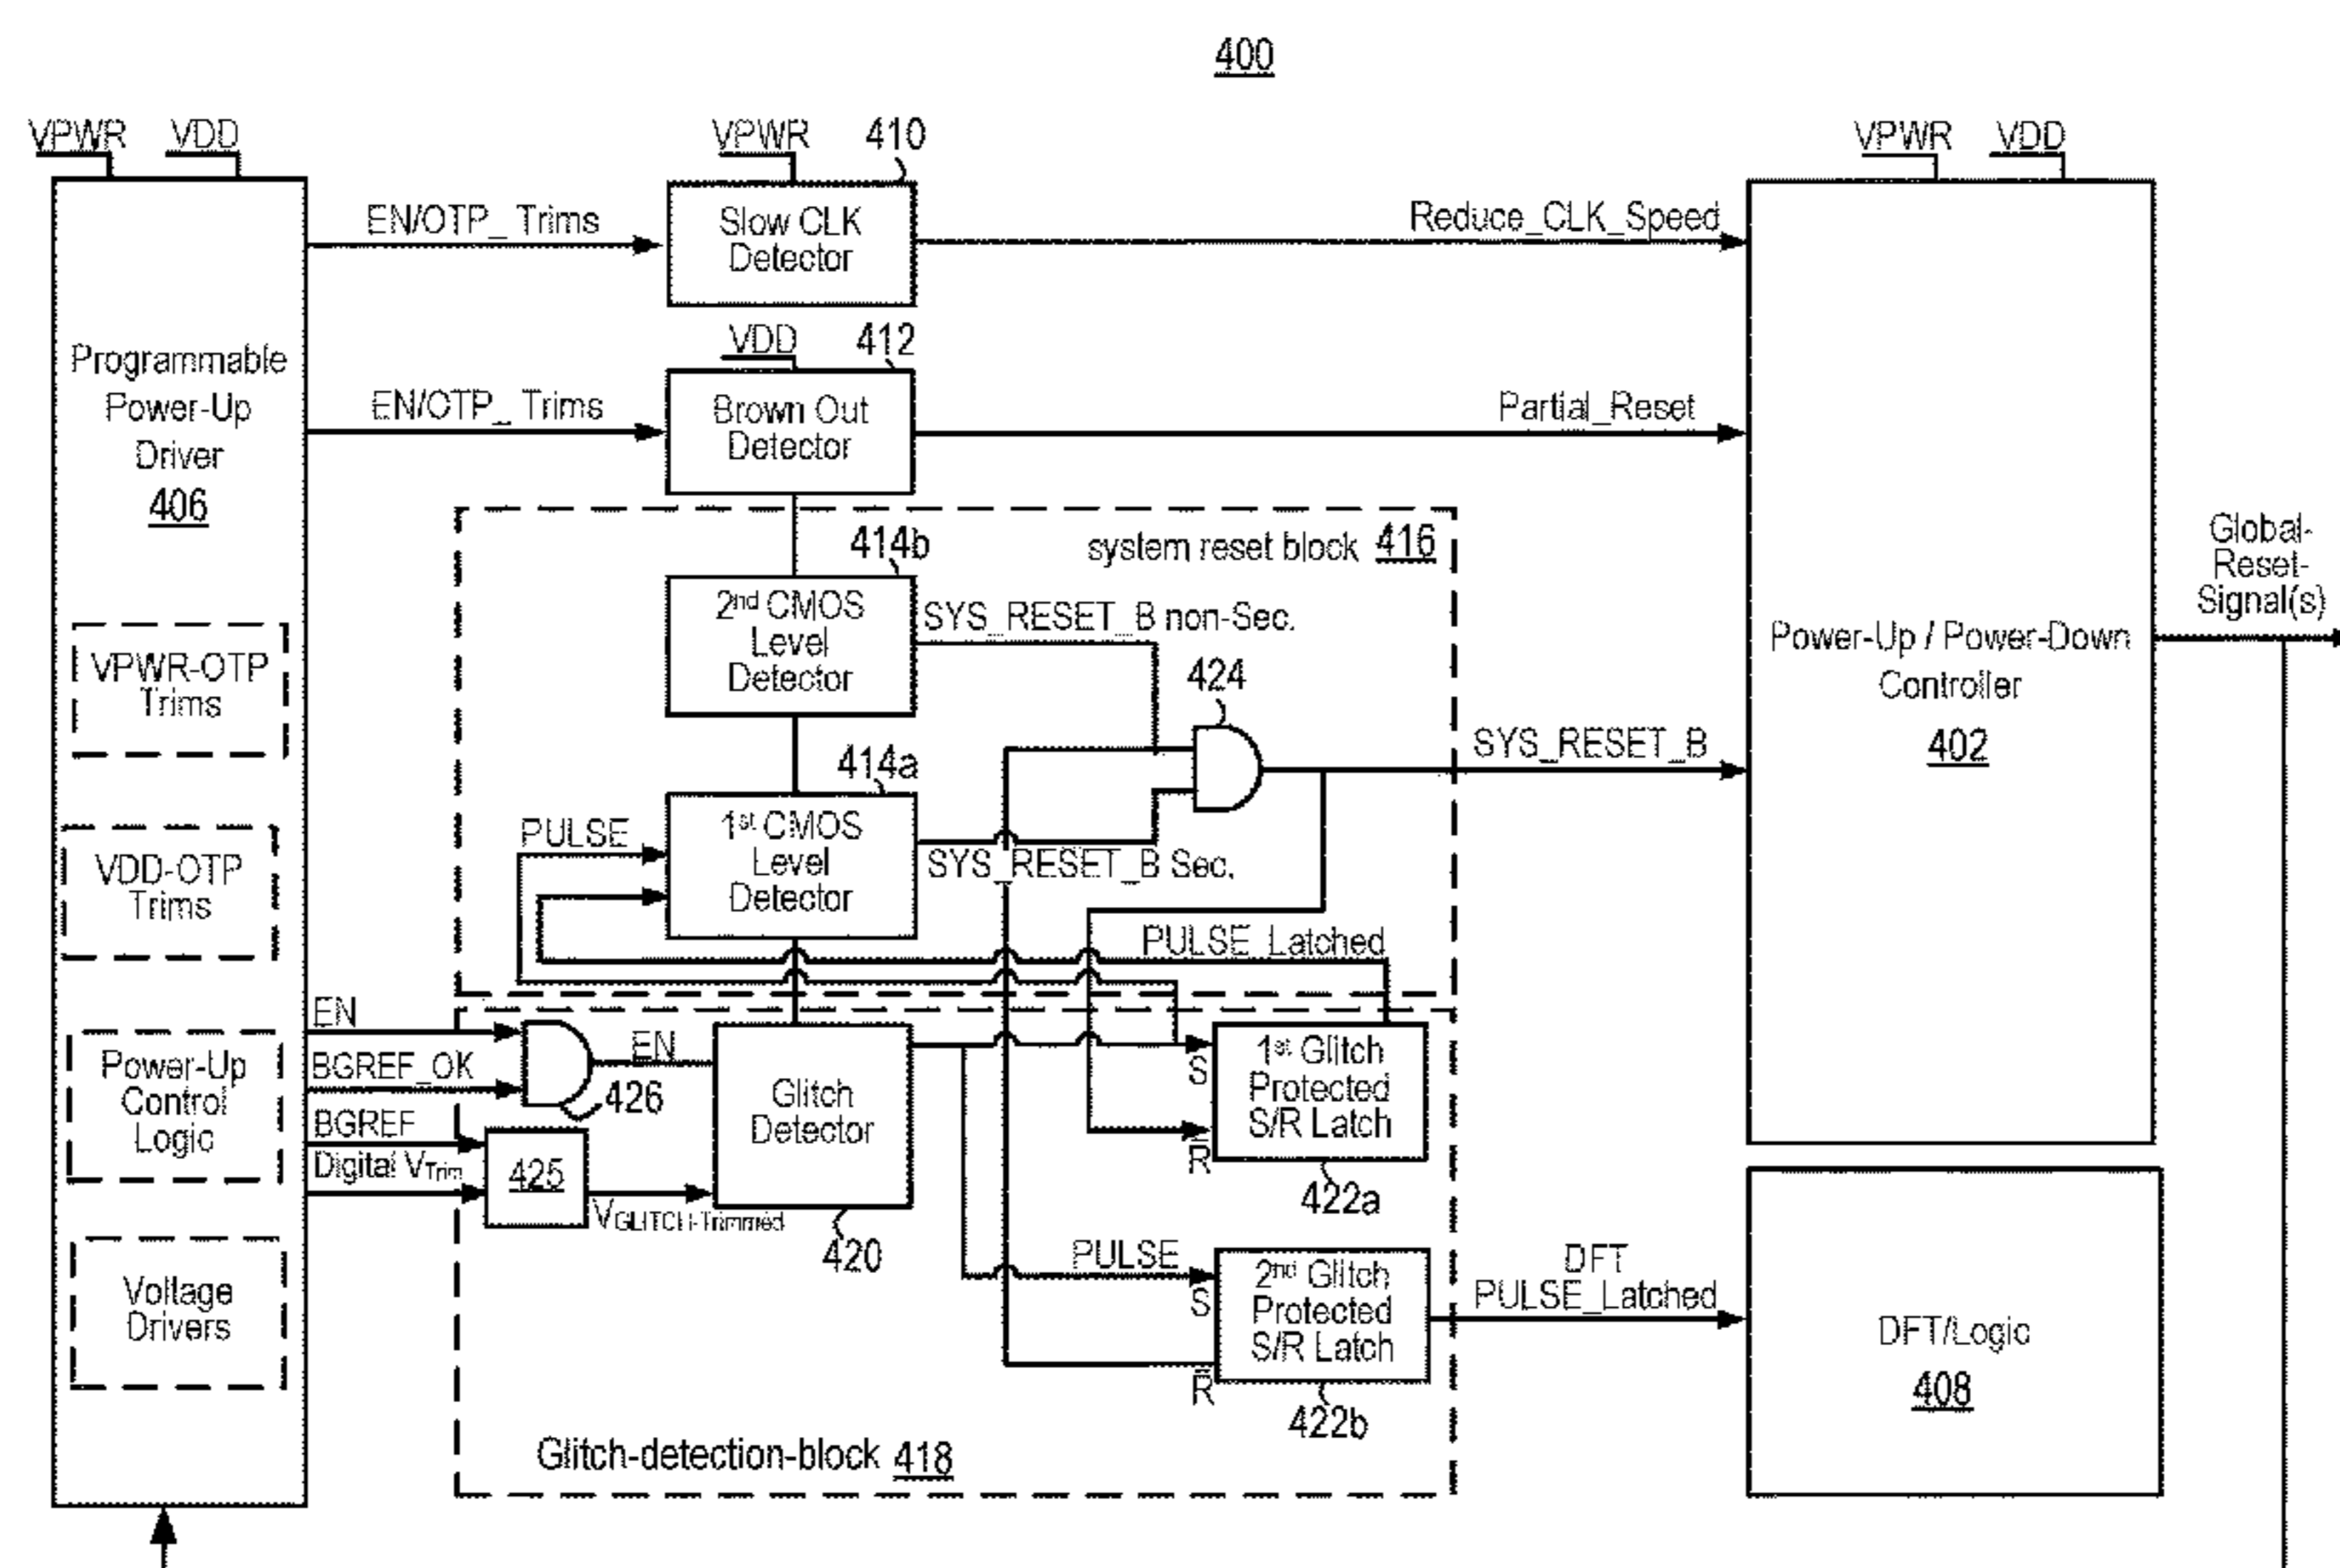 400
VPWR
VDD
Programmable
Power-Up
Driver
406
VPWR-OTP
Trims
VDD-OTP
Trims
Power-Up
Control
Logic
Voltage
Drivers
EN/OTP_ Trims
VPWR
410
Slow CLK
Detector
Reduce_CLK_Speed
EN/OTP_ Trims
VDD
412
Brown Out
Detector
Partial_Reset
system reset block 416
414b
2nd CMOS
Level
Detector
SYS_RESET_B non-Sec.
424
SYS_RESET_B
414a
PULSE
1st CMOS
Level
Detector
SYS_RESET_B Sec.
PULSE_Latched
EN
BGREF_OK
BGREF
Digital VTrim
EN
426
425
VGLITCH-Trimmed
Glitch
Detector
420
S
R
1st Glitch
Protected
S/R Latch
422a
PULSE
S
R
2nd Glitch
Protected
S/R Latch
422b
DFT
PULSE_Latched
Glitch-detection-block 418
VPWR
VDD
Power-Up / Power-Down
Controller
402
Global-
Reset-
Signal(s)
DFT/Logic
408